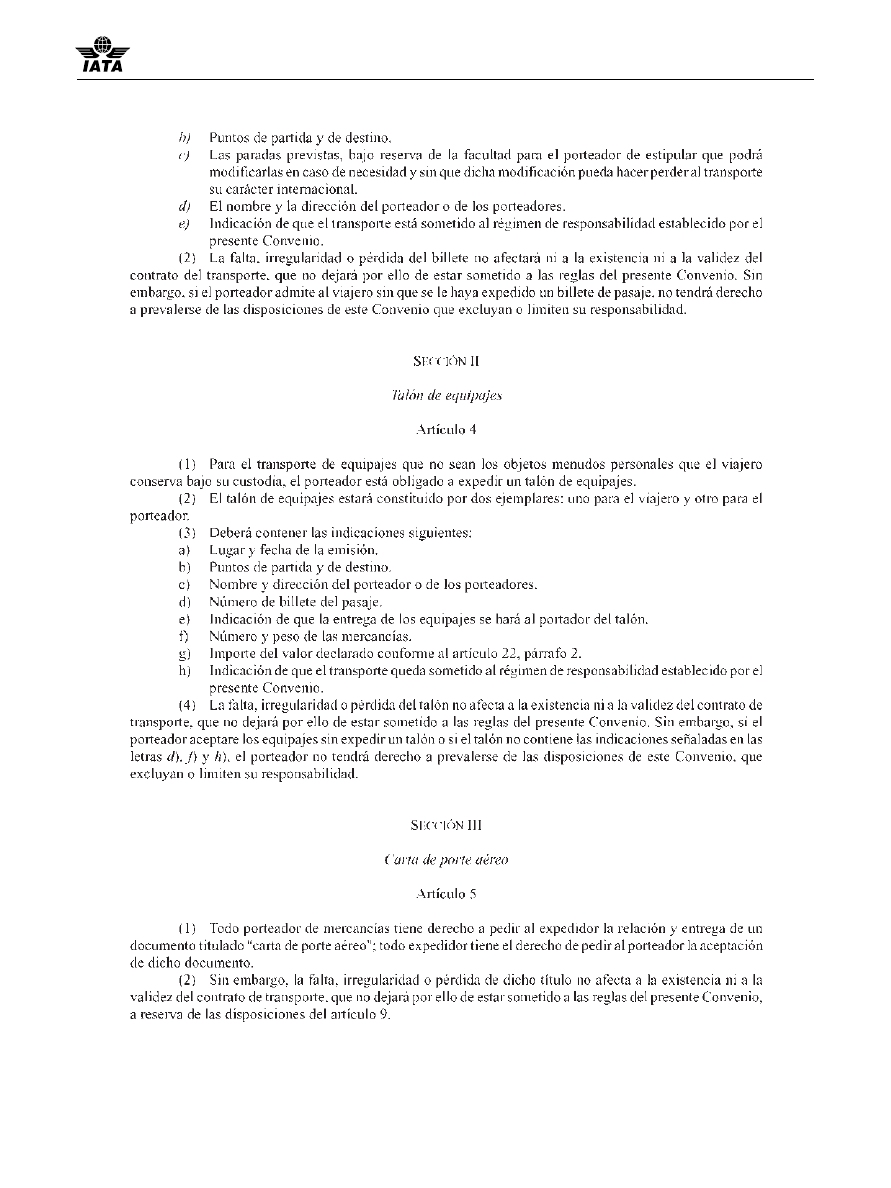 IATA
b) Puntos de partida y de destino.
c) Las paradas previstas, bajo reserva de la facultad para el porteador de estipular que podrá
modificarlas en caso de necesidad y sin que dicha modificación pueda hacer perder al transporte
su carácter internacional.
d) El nombre y la dirección del porteador o de los porteadores.
e) Indicación de que el transporte está sometido al régimen de responsabilidad establecido por el
presente Convenio.
(2) La falta, irregularidad o pérdida del billete no afectará ni a la existencia ni a la validez del
contrato del transporte, que no dejará por ello de estar sometido a las reglas del presente Convenio. Sin
embargo, si el porteador admite al viajero sin que se le haya expedido un billete de pasaje, no tendrá derecho
a prevalerse de las disposiciones de este Convenio que excluyan o limiten su responsabilidad.
SECCIÓN II
Talón de equipajes
Artículo 4
(1) Para el transporte de equipajes que no sean los objetos menudos personales que el viajero
conserva bajo su custodia, el porteador está obligado a expedir un talón de equipajes.
(2) El talón de equipajes estará constituido por dos ejemplares: uno para el viajero y otro para el
porteador.
(3) Deberá contener las indicaciones siguientes:
a) Lugar y fecha de la emisión.
b) Puntos de partida y de destino.
c) Nombre y dirección del porteador o de los porteadores.
d) Número de billete del pasaje.
e) Indicación de que la entrega de los equipajes se hará al portador del talón.
f) Número y peso de las mercancías.
g) Importe del valor declarado conforme al artículo 22, párrafo 2.
h) Indicación de que el transporte queda sometido al régimen de responsabilidad establecido por el
presente Convenio.
(4) La falta, irregularidad o pérdida del talón no afecta a la existencia ni a la validez del contrato de
transporte, que no dejará por ello de estar sometido a las reglas del presente Convenio. Sin embargo, si el
porteador aceptare los equipajes sin expedir un talón o si el talón no contiene las indicaciones señaladas en las
letras d), f) y h), el porteador no tendrá derecho a prevalerse de las disposiciones de este Convenio, que
excluyan o limiten su responsabilidad.
SECCIÓN III
Carta de porte aéreo
Artículo 5
(1) Todo porteador de mercancías tiene derecho a pedir al expedidor la relación y entrega de un
documento titulado “carta de porte aéreo”; todo expedidor tiene el derecho de pedir al porteador la aceptación
de dicho documento.
(2) Sin embargo, la falta, irregularidad o pérdida de dicho título no afecta a la existencia ni a la
validez del contrato de transporte, que no dejará por ello de estar sometido a las reglas del presente Convenio,
a reserva de las disposiciones del artículo 9.